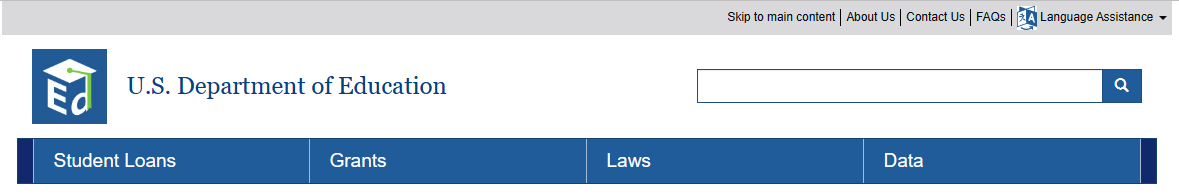 Skip to main content | About Us | Contact Us | FAQs | Language Assistance
Ed
U.S. Department of Education
Student Loans Grants Laws Data